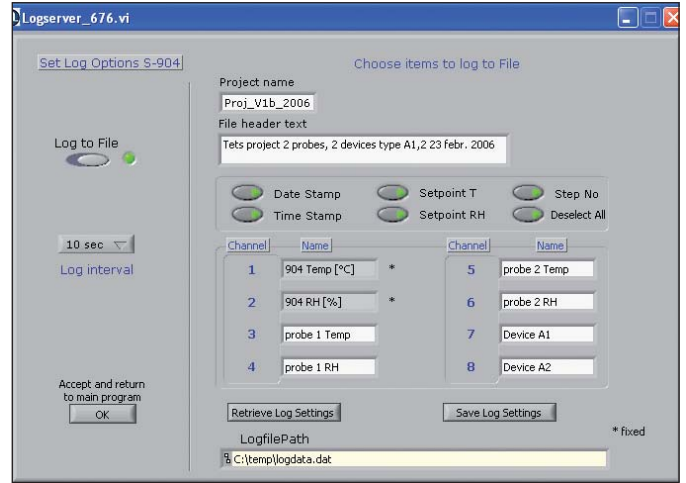 Logserver_676.vi
Set Log Options S-904
Choose items to log to File
Project name
Proj_V1b_2006
File header text
Tets project 2 probes, 2 devices type A1,2 23 febr. 2006
Log to File
Date Stamp Setpoint T Step No
Time Stamp Setpoint RH Deselect All
10 sec
Log interval
Channel Name Channel Name
1 904 Temp [°C] * 5 probe 2 Temp
2 904 RH [%] * 6 probe 2 RH
3 probe 1 Temp 7 Device A1
4 probe 1 RH 8 Device A2
Accept and return
to main program
OK
Retrieve Log Settings Save Log Settings
* fixed
LogfilePath
C:\temp\logdata.dat